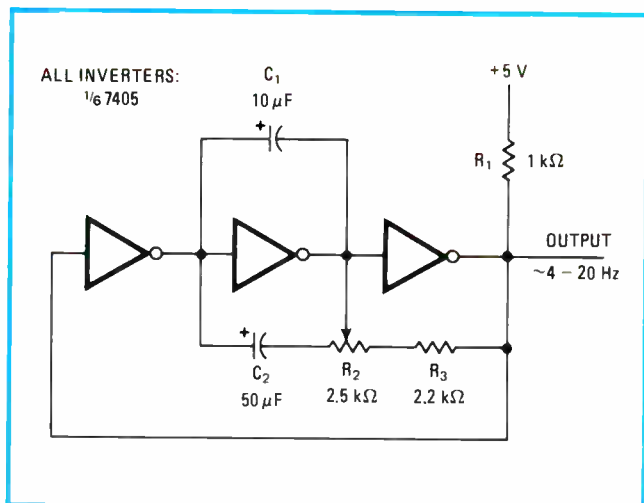 ALL INVERTERS:
1/6 7405
C1
10 μF
+
+5 V
R1 1 kΩ
OUTPUT
~4 – 20 Hz
+
C2
50 μF
R2
2.5 kΩ
R3
2.2 kΩ